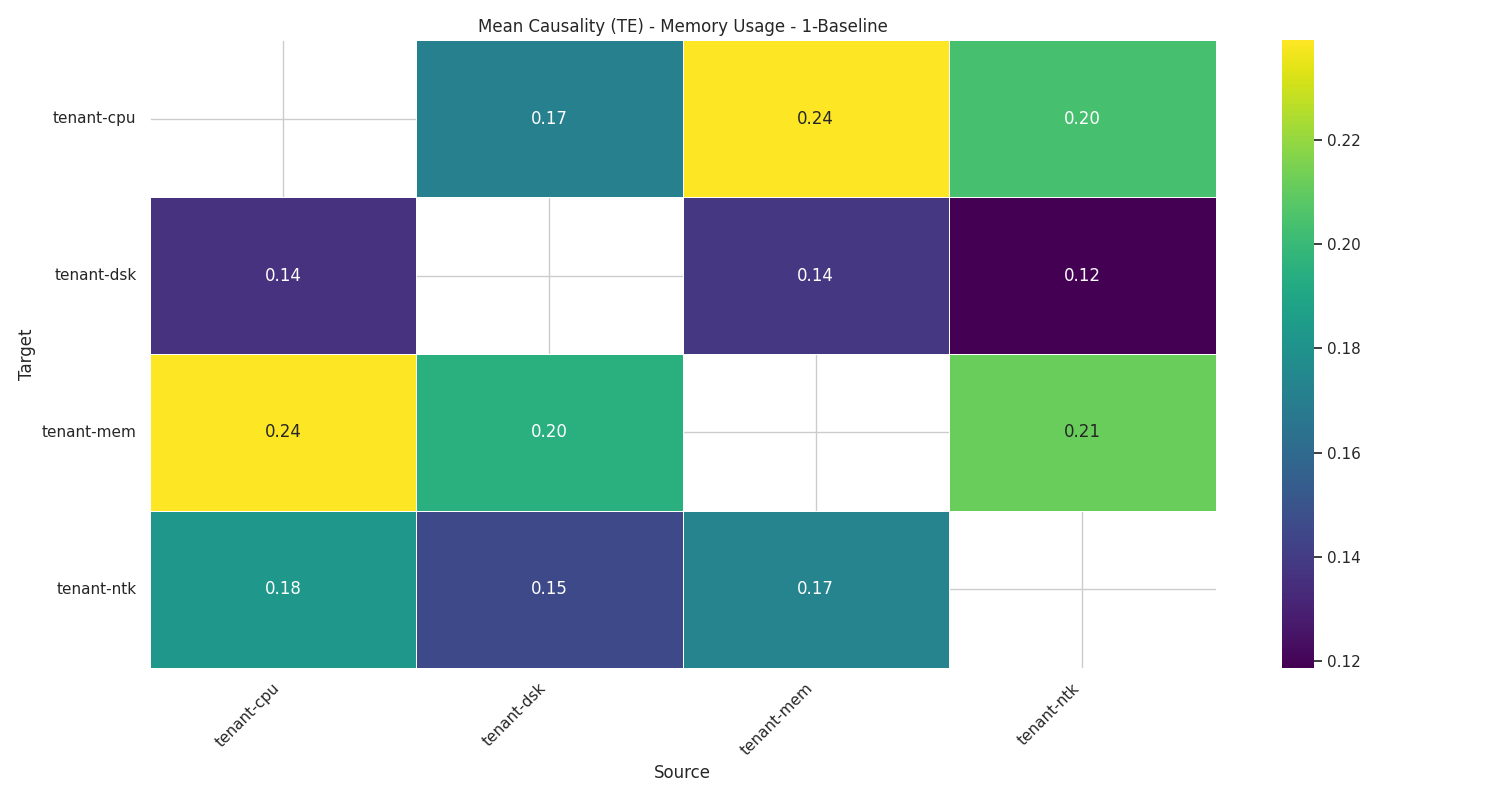 Mean Causality (TE) - Memory Usage - 1-Baseline
Target
tenant-cpu
0.17
0.24
0.20
tenant-dsk
0.14
0.14
0.12
tenant-mem
0.24
0.20
0.21
tenant-ntk
0.18
0.15
0.17
tenant-cpu
tenant-dsk
tenant-mem
tenant-ntk
Source
0.22
0.20
0.18
0.16
0.14
0.12